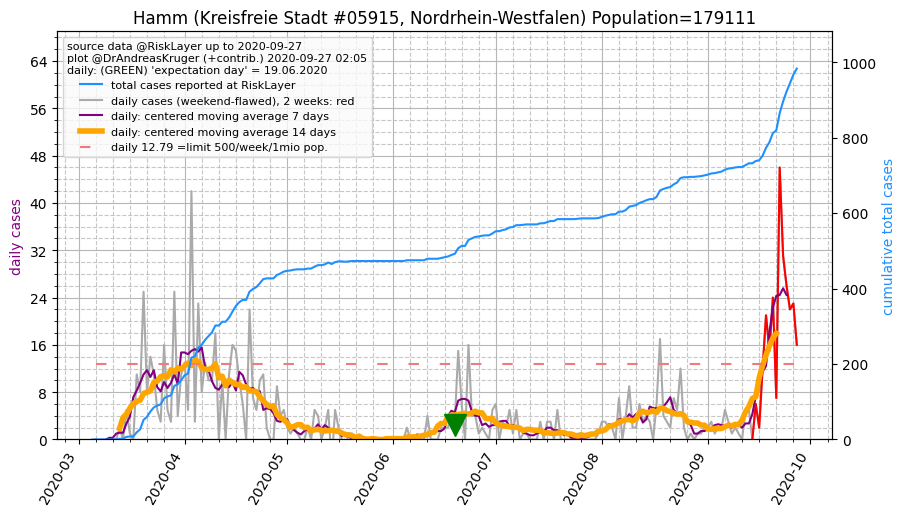 Hamm (Kreisfreie Stadt #05915, Nordrhein-Westfalen) Population=179111
source data @RiskLayer up to 2020-09-27
plot @DrAndreasKruger (+contrib.) 2020-09-27 02:05
daily: (GREEN) 'expectation day' = 19.06.2020
total cases reported at RiskLayer
daily cases (weekend-flawed), 2 weeks: red
daily: centered moving average 7 days
daily: centered moving average 14 days
daily 12.79 =limit 500/week/1mio pop.
daily cases
64
56
48
40
32
24
16
8
0
cumulative total cases
1000
800
600
400
200
0
2020-03
2020-04
2020-05
2020-06
2020-07
2020-08
2020-09
2020-10